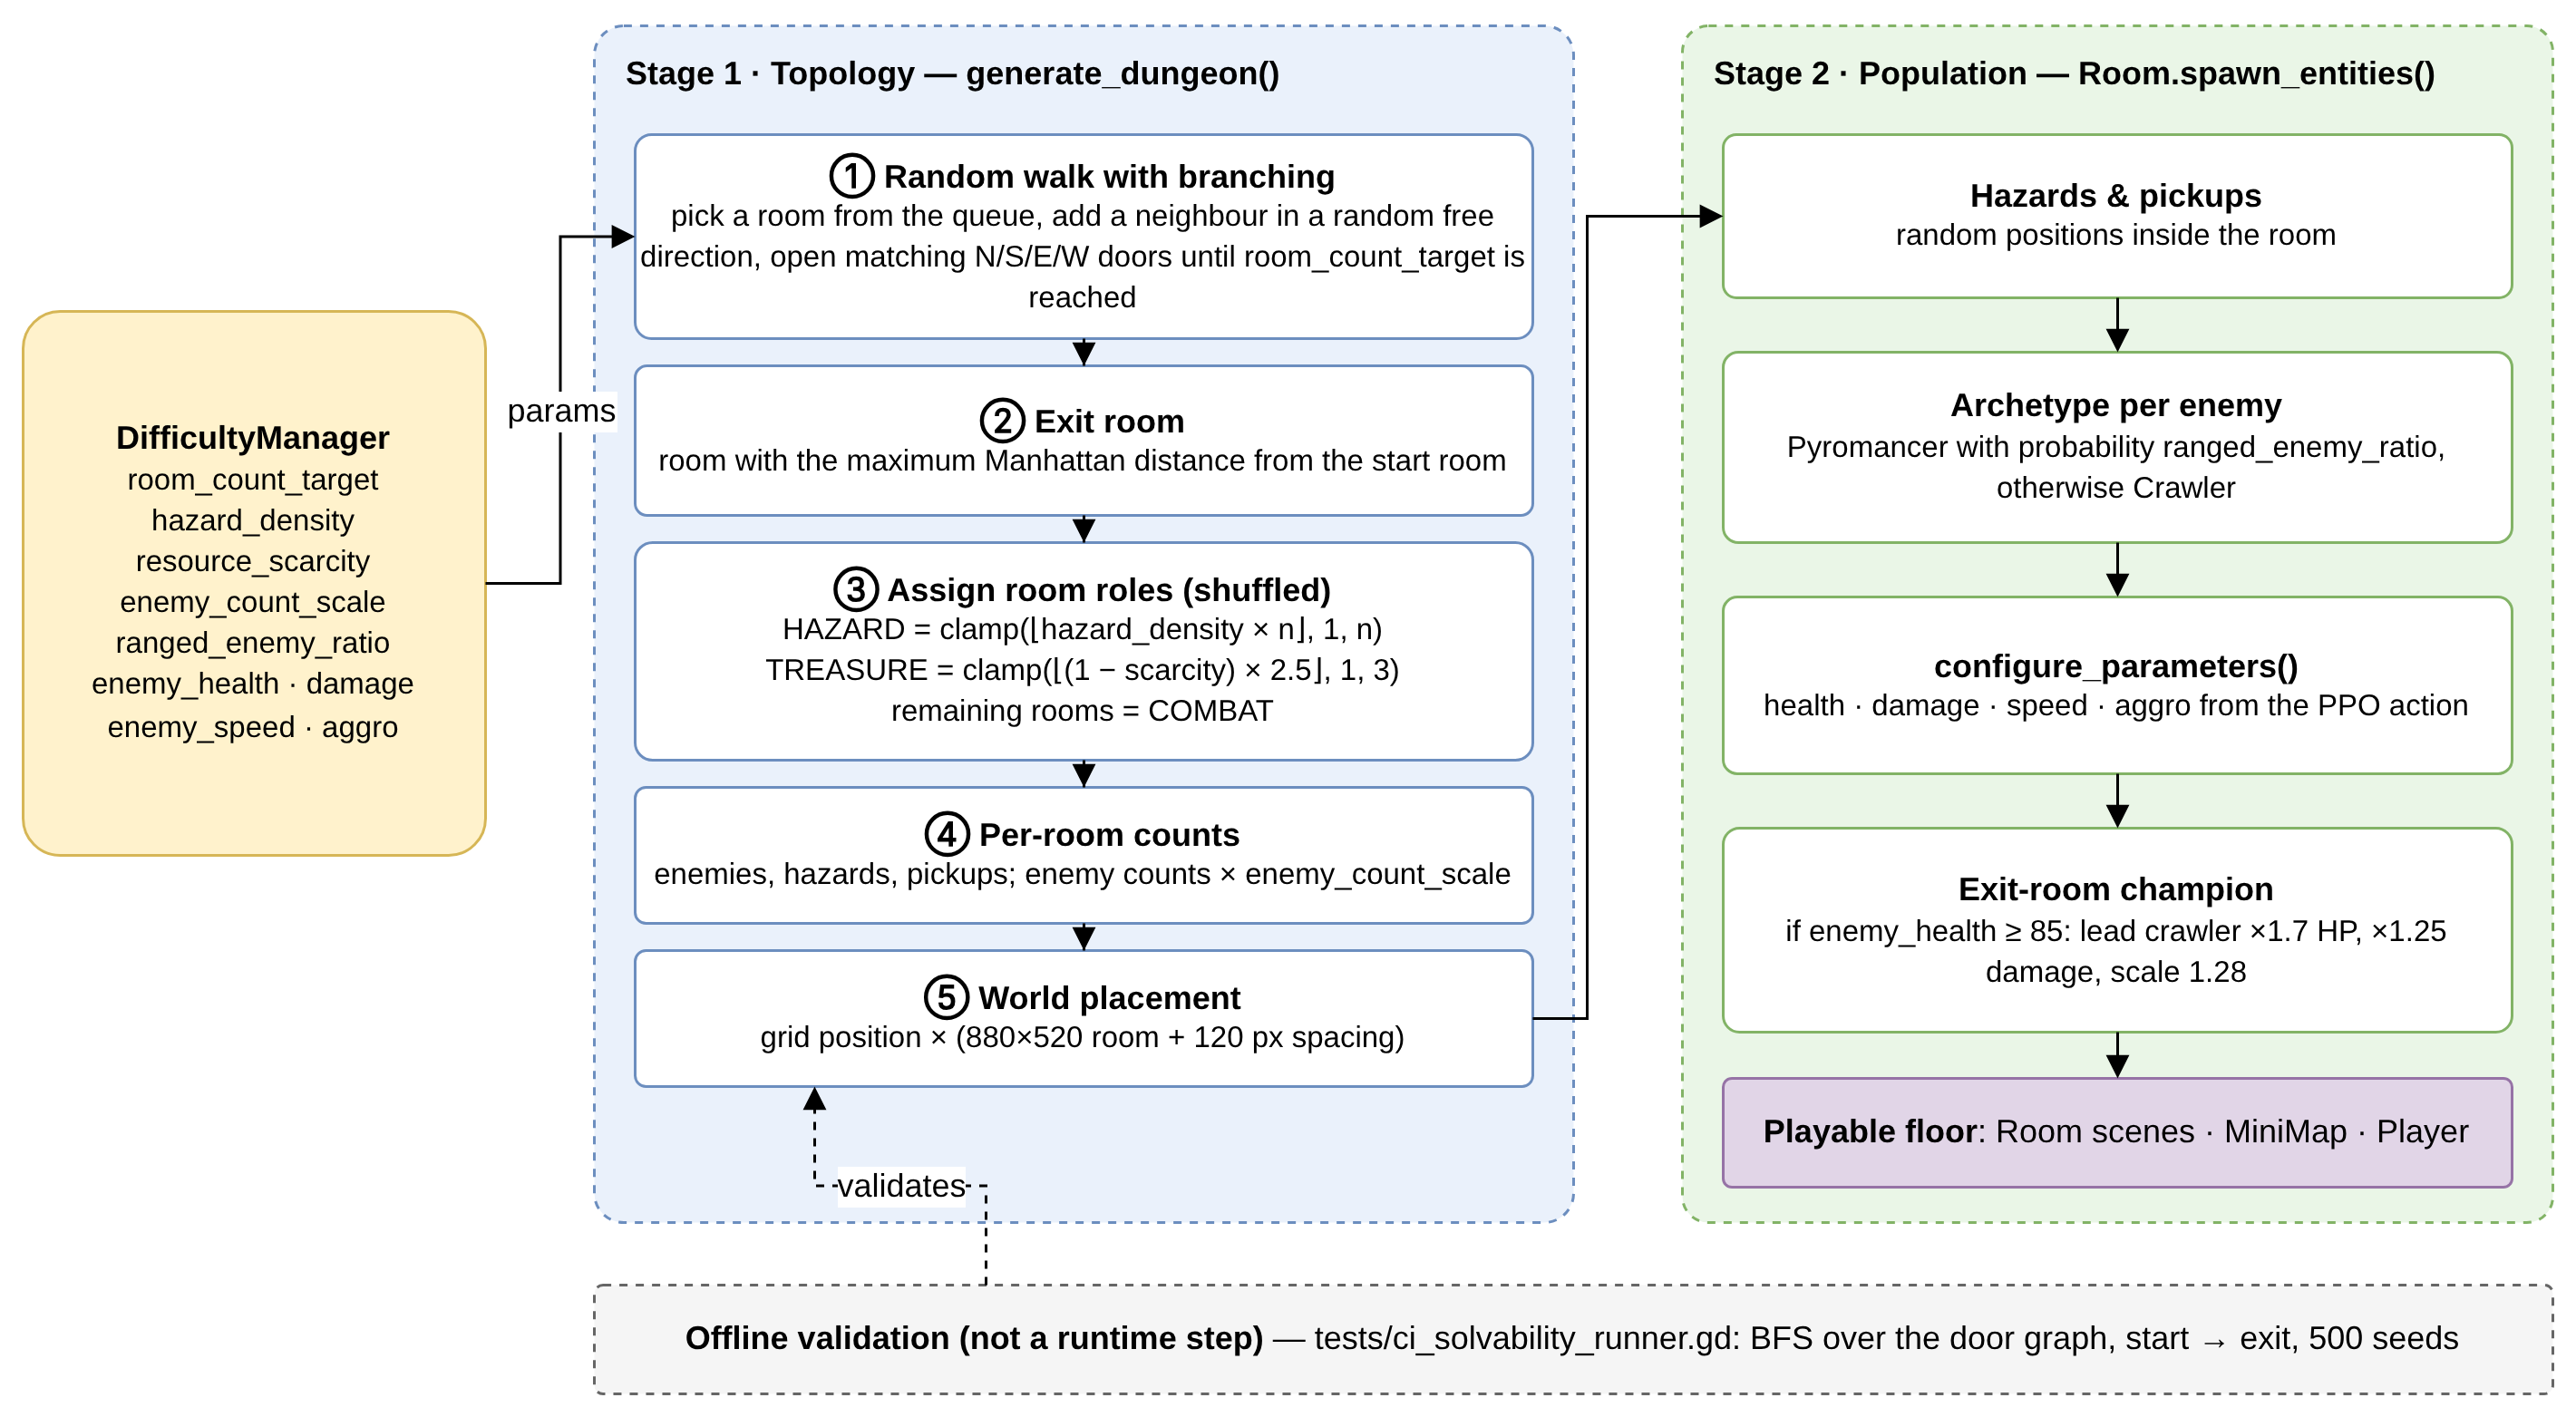 DifficultyManager
room_count_target
hazard_density
resource_scarcity
enemy_count_scale
ranged_enemy_ratio
enemy_health · damage
enemy_speed · aggro
params
Stage 1 · Topology — generate_dungeon()
① Random walk with branching
pick a room from the queue, add a neighbour in a random free
direction, open matching N/S/E/W doors until room_count_target is
reached
② Exit room
room with the maximum Manhattan distance from the start room
③ Assign room roles (shuffled)
HAZARD = clamp(⌊hazard_density × n⌋, 1, n)
TREASURE = clamp(⌊(1 − scarcity) × 2.5⌋, 1, 3)
remaining rooms = COMBAT
④ Per-room counts
enemies, hazards, pickups; enemy counts × enemy_count_scale
⑤ World placement
grid position × (880×520 room + 120 px spacing)
validates
Stage 2 · Population — Room.spawn_entities()
Hazards & pickups
random positions inside the room
Archetype per enemy
Pyromancer with probability ranged_enemy_ratio,
otherwise Crawler
configure_parameters()
health · damage · speed · aggro from the PPO action
Exit-room champion
if enemy_health ≥ 85: lead crawler ×1.7 HP, ×1.25
damage, scale 1.28
Playable floor: Room scenes · MiniMap · Player
Offline validation (not a runtime step) — tests/ci_solvability_runner.gd: BFS over the door graph, start → exit, 500 seeds